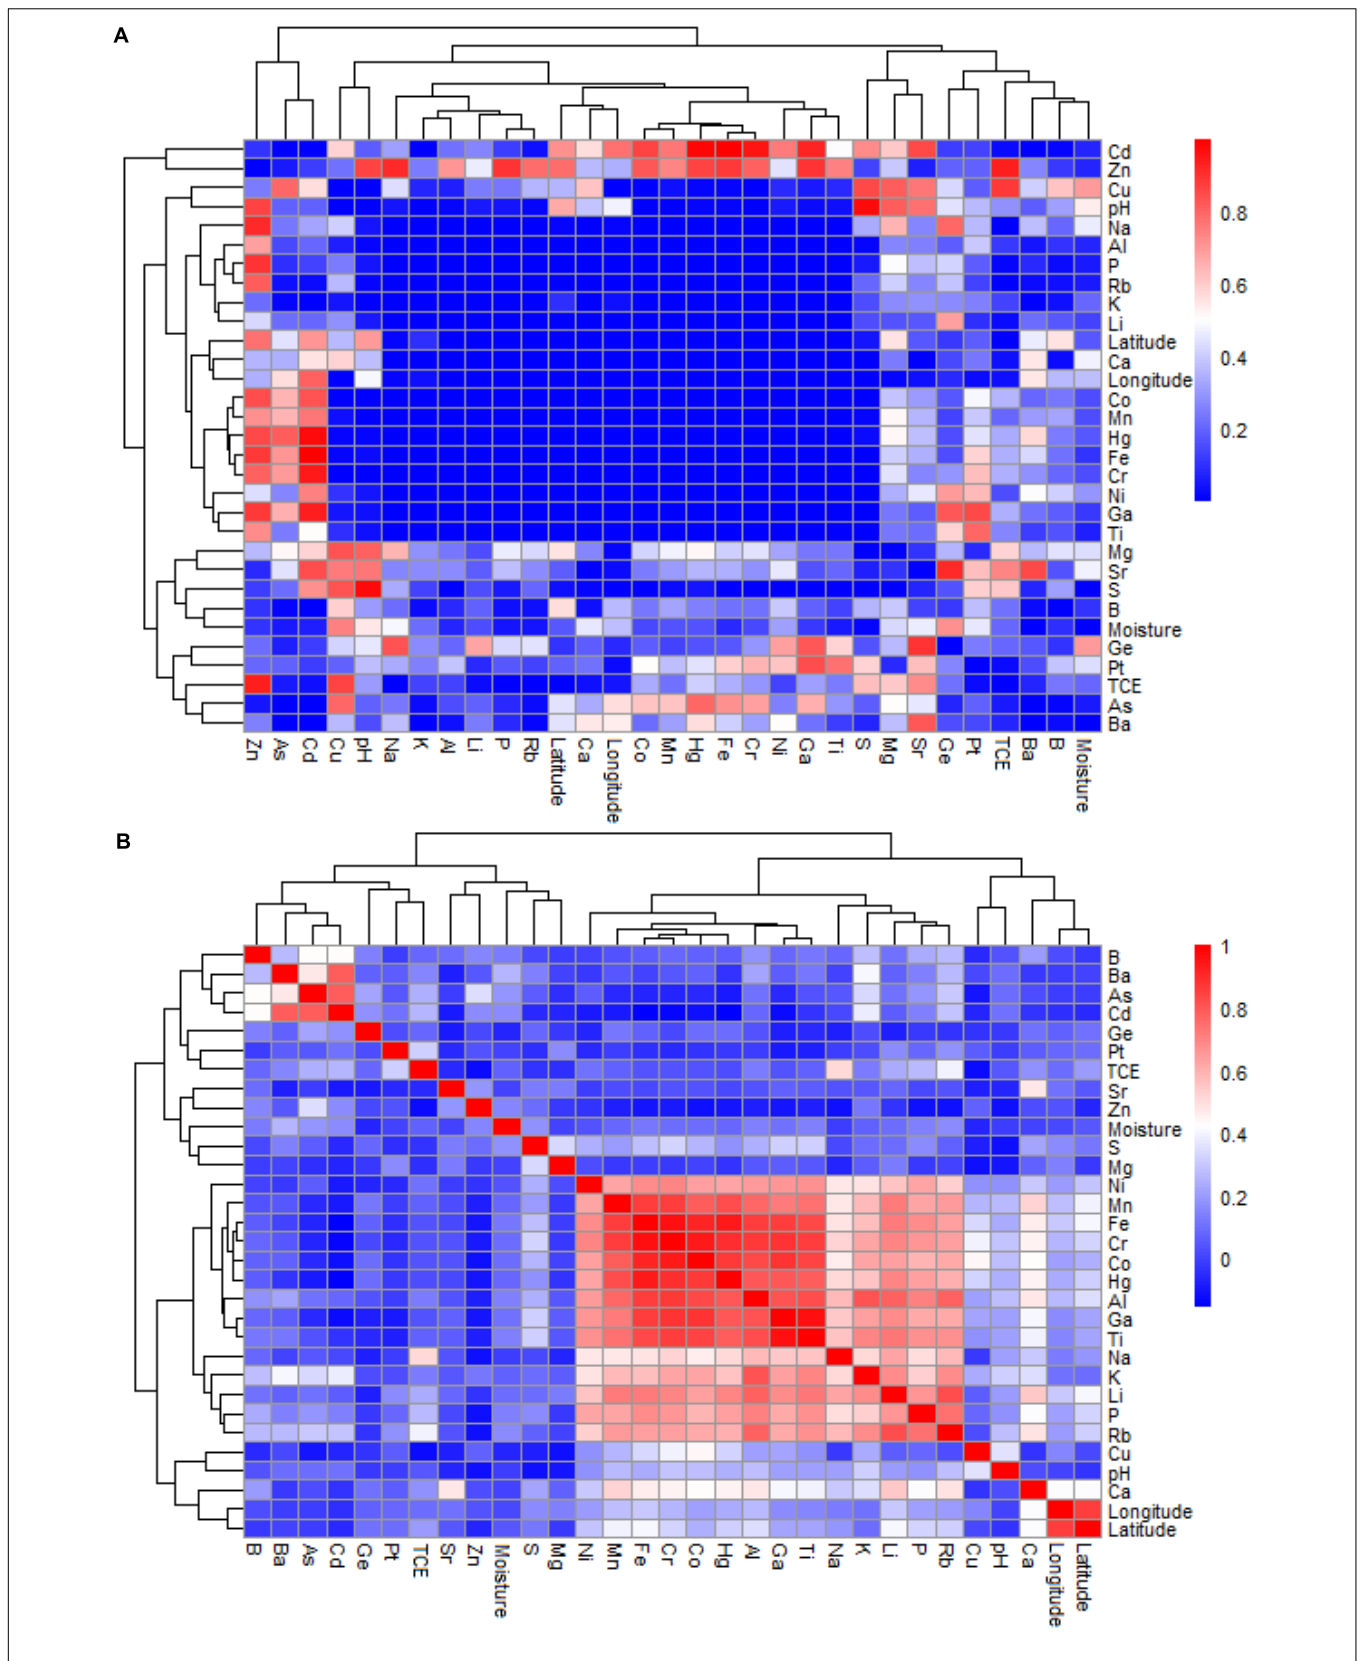 A
Cd
Zn
Cu
pH
Na
Al
P
Rb
K
Li
Latitude
Ca
Longitude
Co
Mn
Hg
Fe
Cr
Ni
Ga
Ti
Mg
Sr
S
B
Moisture
Ge
Pt
TCE
As
Ba
0.8
0.6
0.4
0.2
Zn As Cd Cu pH Na K Al Li P Rb Latitude Ca Longitude Co Mn Hg Fe Cr Ni Ga Ti S Mg Sr Ge Pt TCE Ba B Moisture
B
B
Ba
As
Cd
Ge
Pt
TCE
Sr
Zn
Moisture
S
Mg
Ni
Mn
Fe
Cr
Co
Hg
Al
Ga
Ti
Na
K
Li
P
Rb
Cu
pH
Ca
Longitude
Latitude
1
0.8
0.6
0.4
0.2
0
B Ba As Cd Ge Pt TCE Sr Zn Moisture S Mg Ni Mn Fe Cr Co Hg Al Ga Ti Na K Li P Rb Cu pH Ca Longitude Latitude